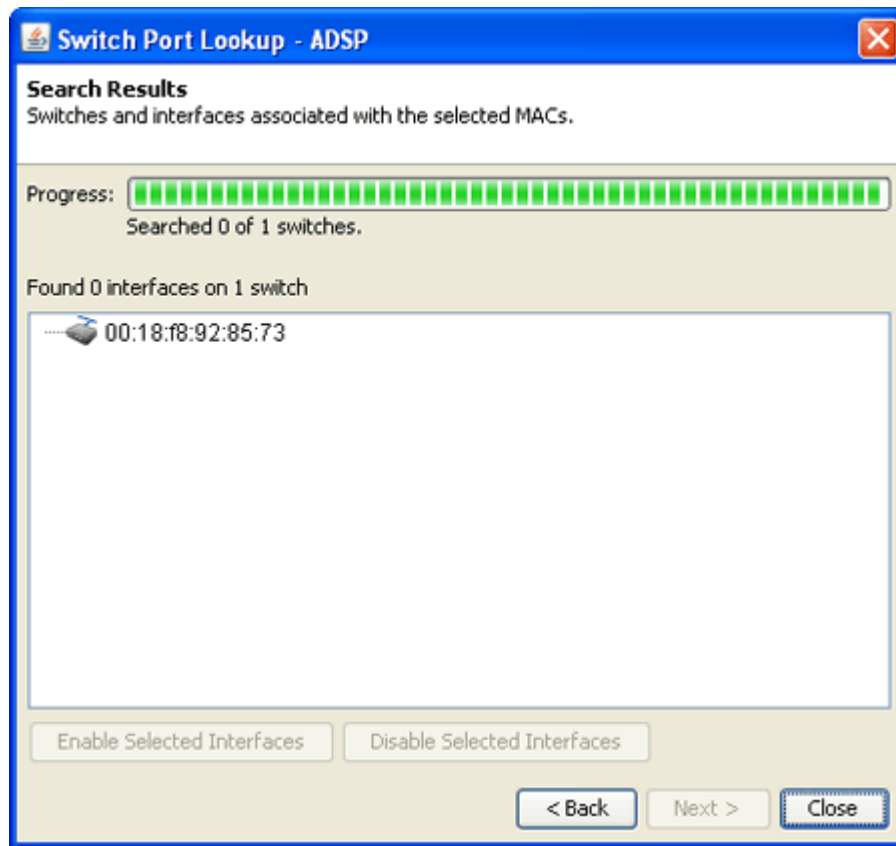 Switch Port Lookup - ADSP
Search Results
Switches and interfaces associated with the selected MACs.
Progress:
Searched 0 of 1 switches.
Found 0 interfaces on 1 switch
00:18:f8:92:85:73
Enable Selected Interfaces Disable Selected Interfaces
< Back Next > Close